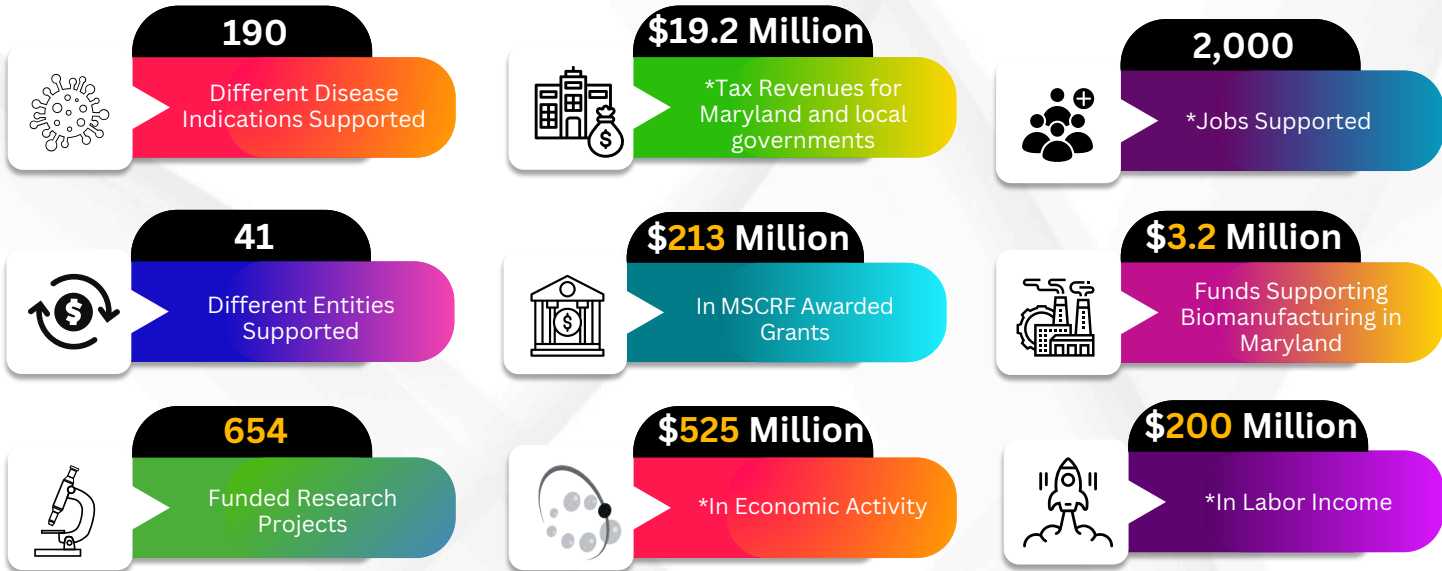 190
Different Disease
Indications Supported
$19.2 Million
*Tax Revenues for
Maryland and local
governments
2,000
*Jobs Supported
41
Different Entities
Supported
$213 Million
In MSCRF Awarded
Grants
$3.2 Million
Funds Supporting
Biomanufacturing in
Maryland
654
Funded Research
Projects
$525 Million
*In Economic Activity
$200 Million
*In Labor Income